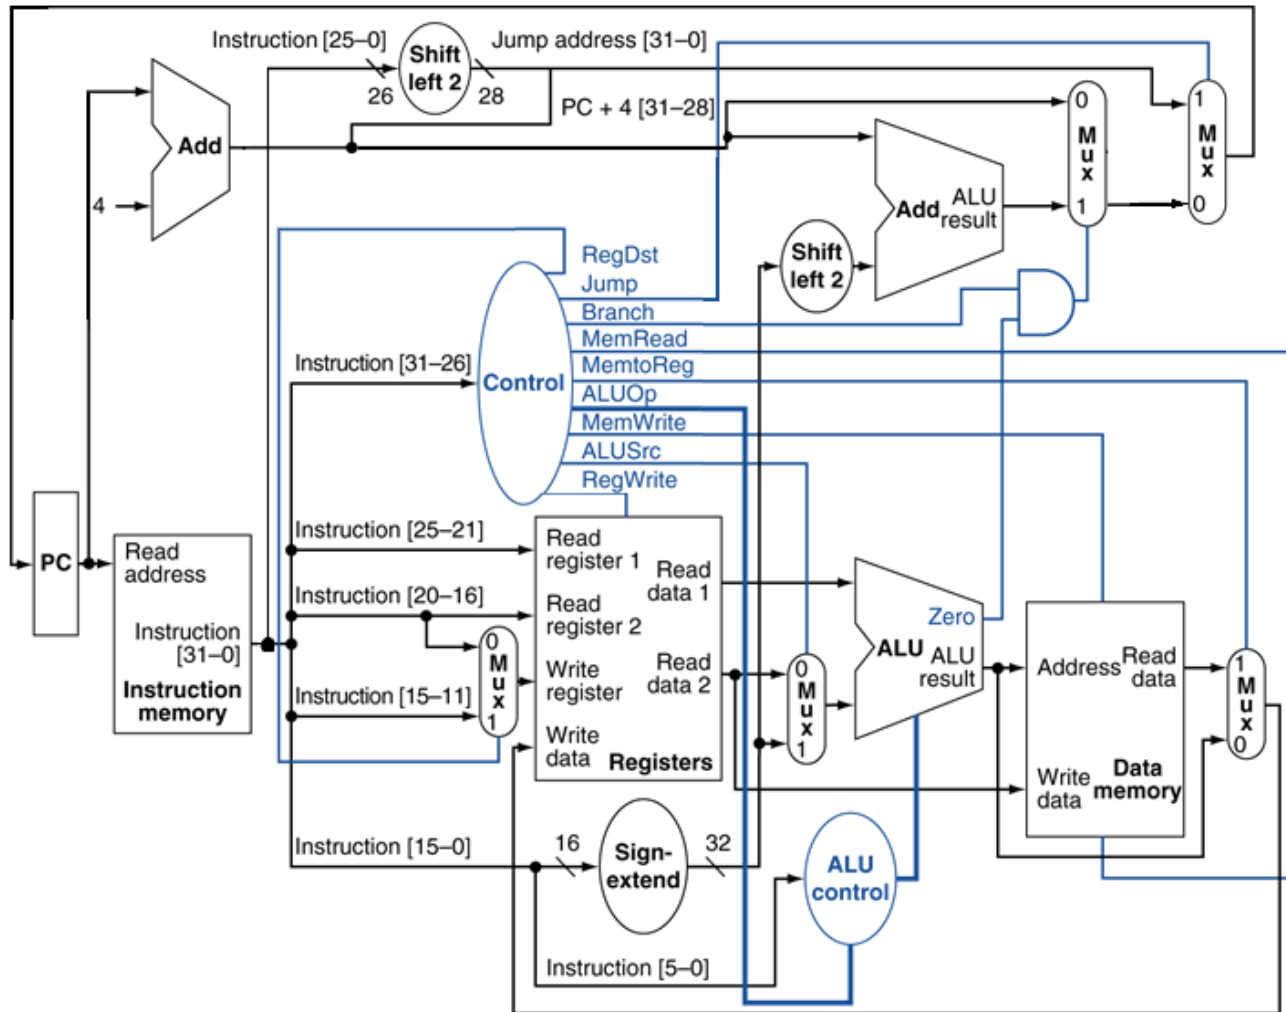 Instruction [25–0]
Shift
left 2
Jump address [31–0]
26
28
PC + 4 [31–28]
Add
4
0
M
u
x
1
1
M
u
x
0
Add
ALU
result
Shift
left 2
RegDst
Jump
Branch
MemRead
MemtoReg
ALUOp
MemWrite
ALUSrc
RegWrite
Instruction [31–26]
Control
PC
Read
address
Instruction
[31–0]
Instruction
memory
Instruction [25–21]
Instruction [20–16]
Instruction [15–11]
0
M
u
x
1
Read
register 1
Read
register 2
Write
register
Write
data
Read
data 1
Read
data 2
Registers
0
M
u
x
1
Zero
ALU
ALU
result
Address
Read
data
Write
data
Data
memory
1
M
u
x
0
Instruction [15–0]
16
Sign-
extend
32
ALU
control
Instruction [5–0]